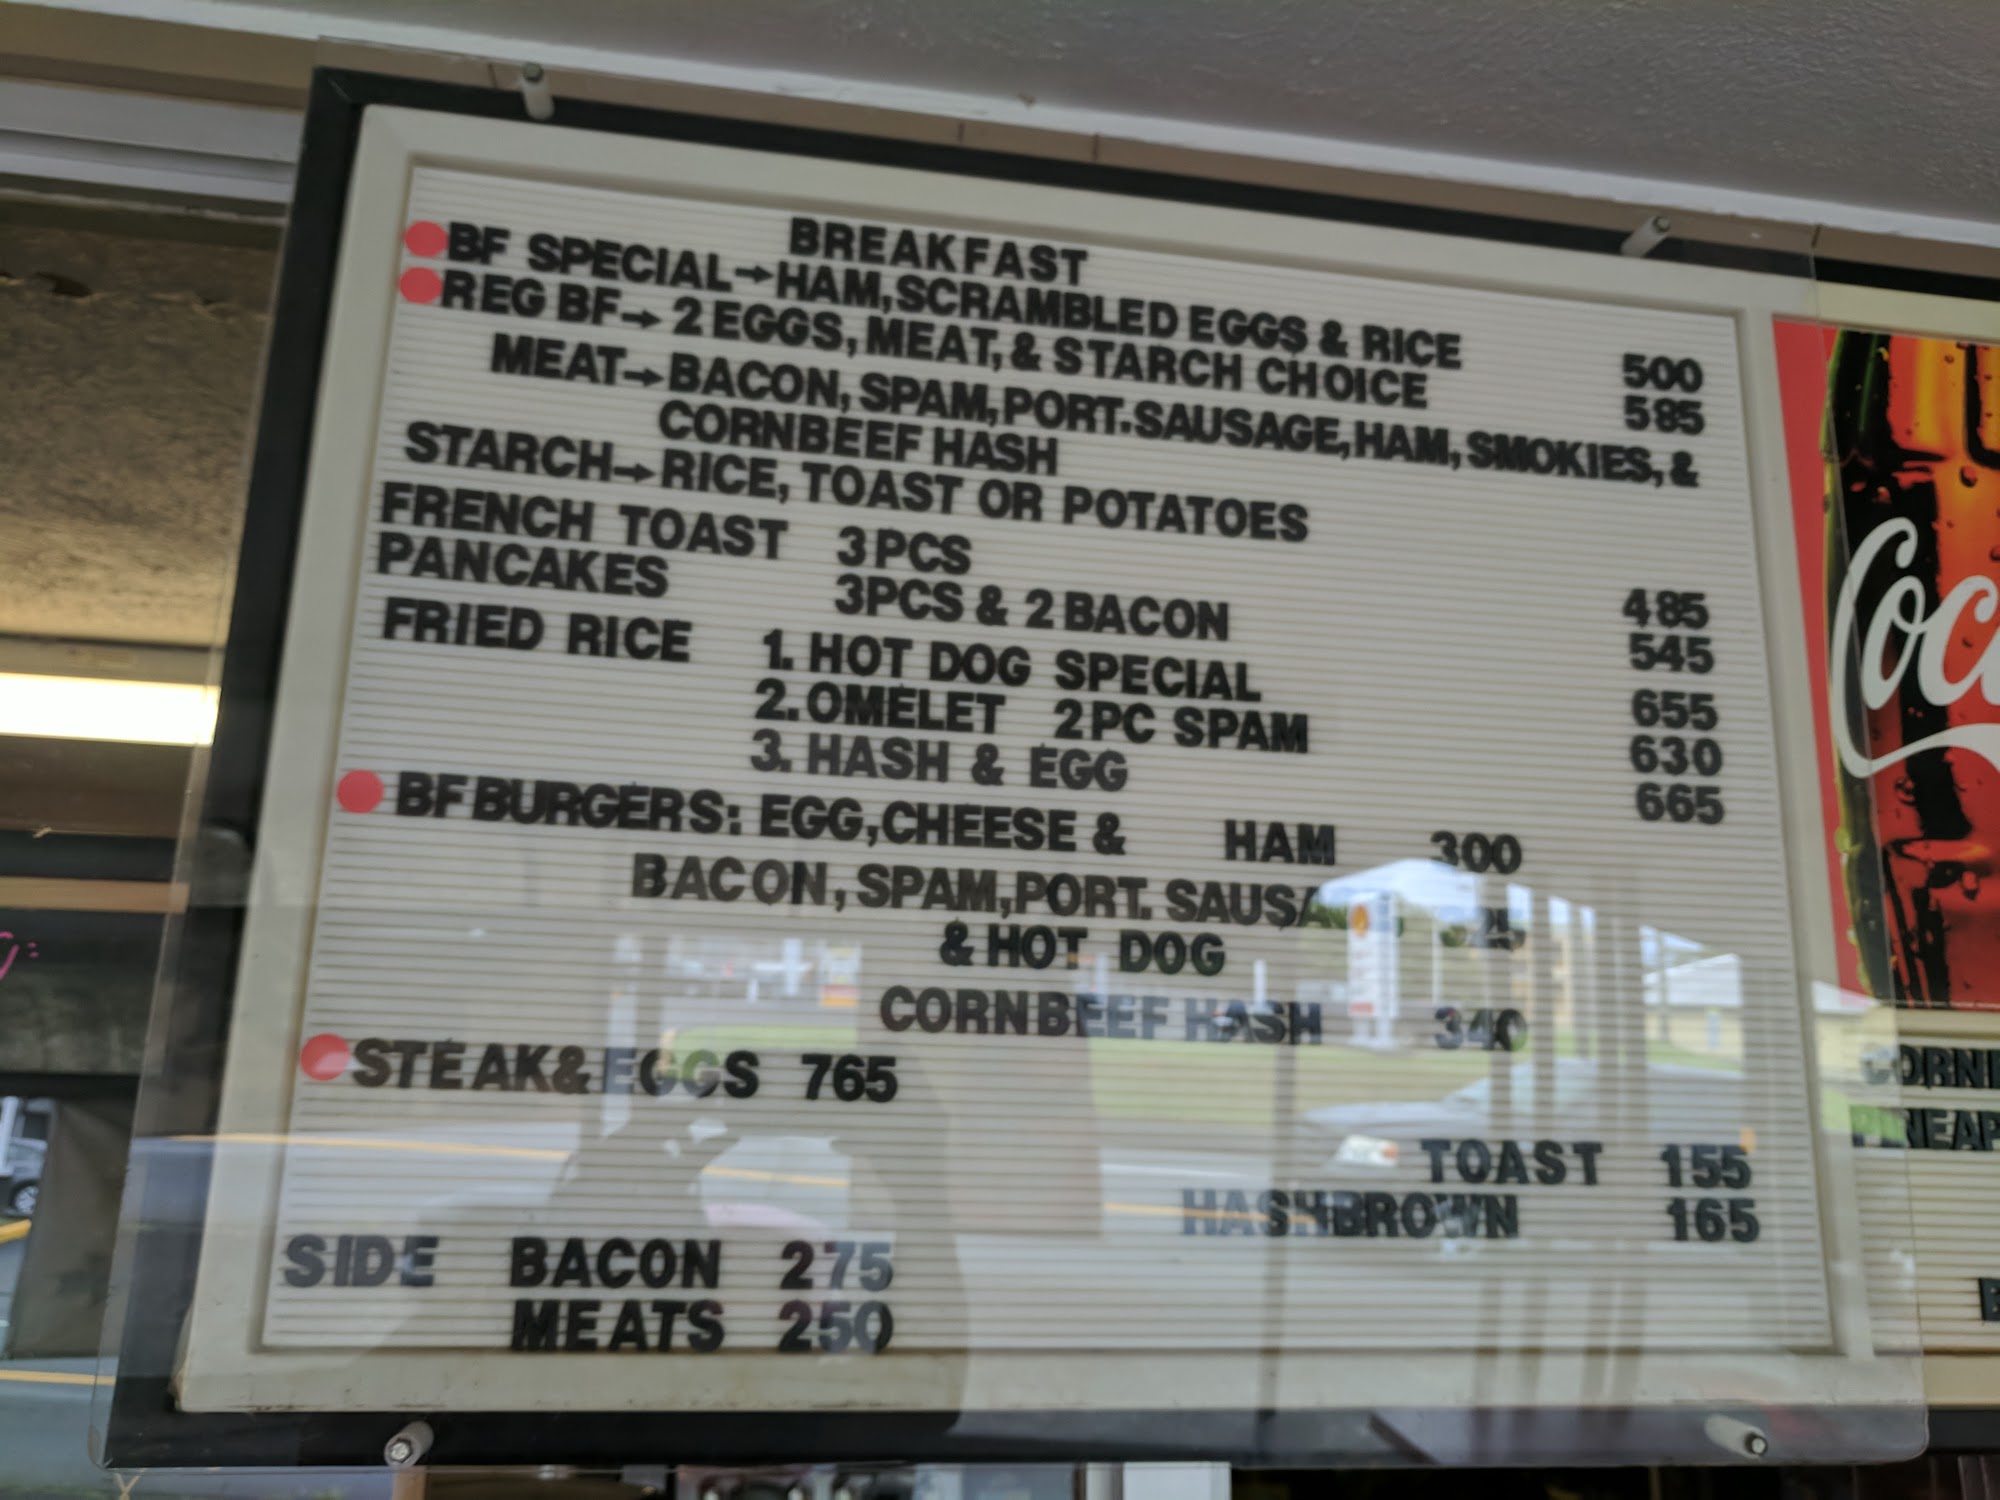 BREAKFAST
BF SPECIAL→HAM,SCRAMBLED EGGS & RICE 500
REG BF→ 2 EGGS, MEAT, & STARCH CHOICE 585
MEAT→BACON, SPAM, PORT.SAUSAGE, HAM, SMOKIES, &
CORNBEEF HASH
STARCH→RICE, TOAST OR POTATOES
FRENCH TOAST 3 PCS 485
PANCAKES 3PCS & 2 BACON 545
FRIED RICE 1. HOT DOG SPECIAL 655
2. OMELET 2 PC SPAM 630
3. HASH & EGG 665
BF BURGERS: EGG, CHEESE & HAM 300
BACON, SPAM, PORT.
& HOT DOG
CORNBEEF HASH 340
STEAK & EGGS 765
TOAST 155
HASHBROWN 165
SIDE BACON 275
MEATS 250